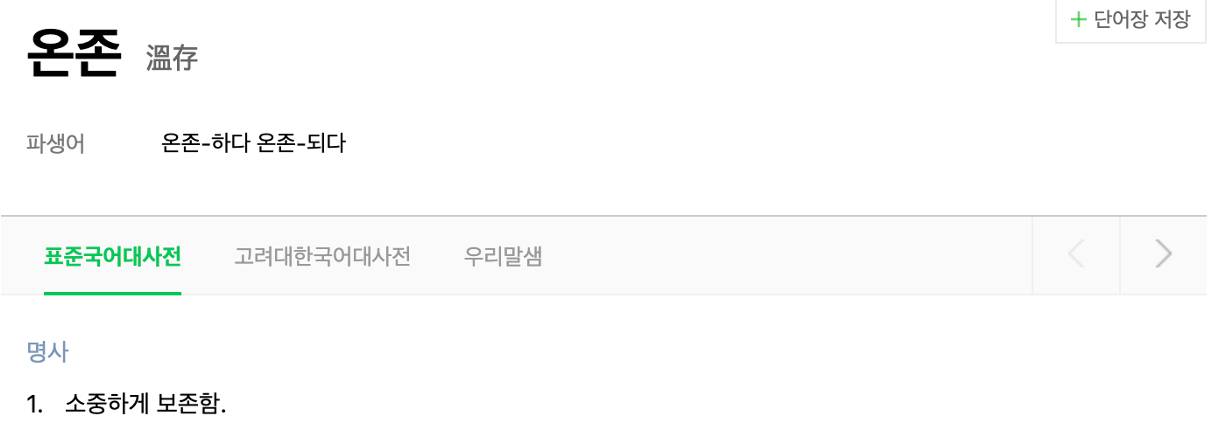 + 단어장 저장
온존 溫存
파생어 온존-하다 온존-되다
표준국어대사전 고려대한국어대사전 우리말샘
명사
1. 소중하게 보존함.